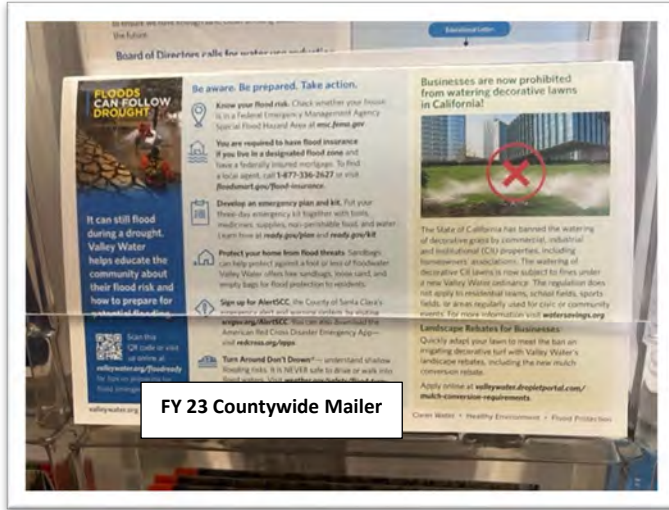 the future.
Board of Directors calls for water use reduction
Educational Letter
FLOODS
CAN FOLLOW
DROUGHT
It can still flood
during a drought.
Valley Water
helps educate the
community about
their flood risk and
how to prepare for
potential flooding.
Scan this
QR code or visit
us online at
valleywater.org/floodready
valleywater.org
Be aware. Be prepared. Take action.
Know your flood risk. Check whether your house
is in a Federal Emergency Management Agency
Special Flood Hazard Area at msc.fema.gov
You are required to have flood insurance
if you live in a designated flood zone and
have a federally insured mortgage. To find
a local agent, call 1-877-336-2627 or visit
floodsmart.gov/flood-insurance.
Develop an emergency plan and kit. Put your
three-day emergency kit together with tools,
medicines, supplies, non-perishable food, and water.
Learn how at ready.gov/plan and ready.gov/kit
Protect your home from flood threats. Sandbags
can help protect against a foot or less of floodwater.
Valley Water offers free sandbags, loose sand, and
empty bags for flood protection to residents.
Sign up for AlertSCC, the County of Santa Clara's
emergency alert and warning orders, by visiting
You can also download the
American Red Cross Disaster Emergency App—
visit redcross.org/apps.
Turn Around Don't Drown® — understand shadow
flooding risks. It is NEVER safe to drive or walk into
flood waters. Visit
Businesses are now prohibited
from watering decorative lawns
in California!
The State of California has banned the watering
of decorative grass by commercial, industrial
and institutional (CII) properties, including
homeowners' associations. The watering of
decorative CII lawns is now subject to fines under
a new Valley Water ordinance. The regulation does
not apply to residential lawns, school fields, sports
fields, or areas regularly used for civic or community
events. For more information visit watersavings.org
Landscape Rebates for Businesses
Quickly adapt your lawn to meet the ban on
irrigating decorative turf with Valley Water's
landscape rebates, including the new mulch
conversion rebate.
Apply online at valleywater.dropletportal.com/
mulch-conversion-requirements.
Clean Water • Healthy Environment • Flood Protection
FY 23 Countywide Mailer